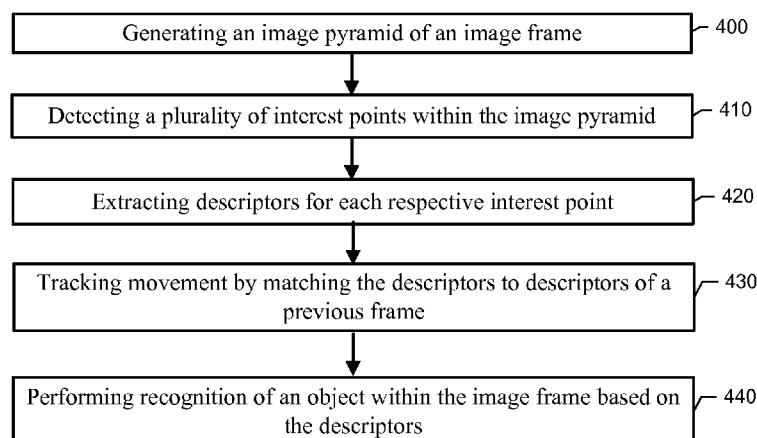 Generating an image pyramid of an image frame
400
Detecting a plurality of interest points within the image pyramid
410
Extracting descriptors for each respective interest point
420
Tracking movement by matching the descriptors to descriptors of a
previous frame
430
Performing recognition of an object within the image frame based on
the descriptors
440